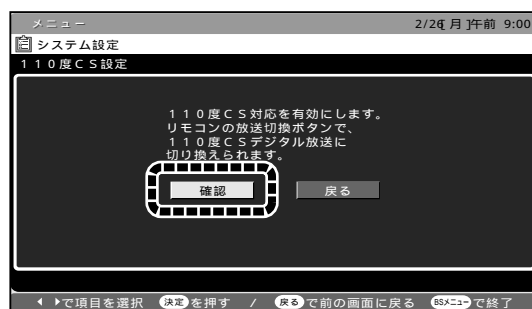 メニュー 2/26[月]午前 9:00
システム設定
110度CS設定
110度CS対応を有効にします。
リモコンの放送切換ボタンで、
110度CSデジタル放送に
切り換えられます。
確認 戻る
で項目を選択 決定を押す / 戻るで前の画面に戻る BSメニューで終了